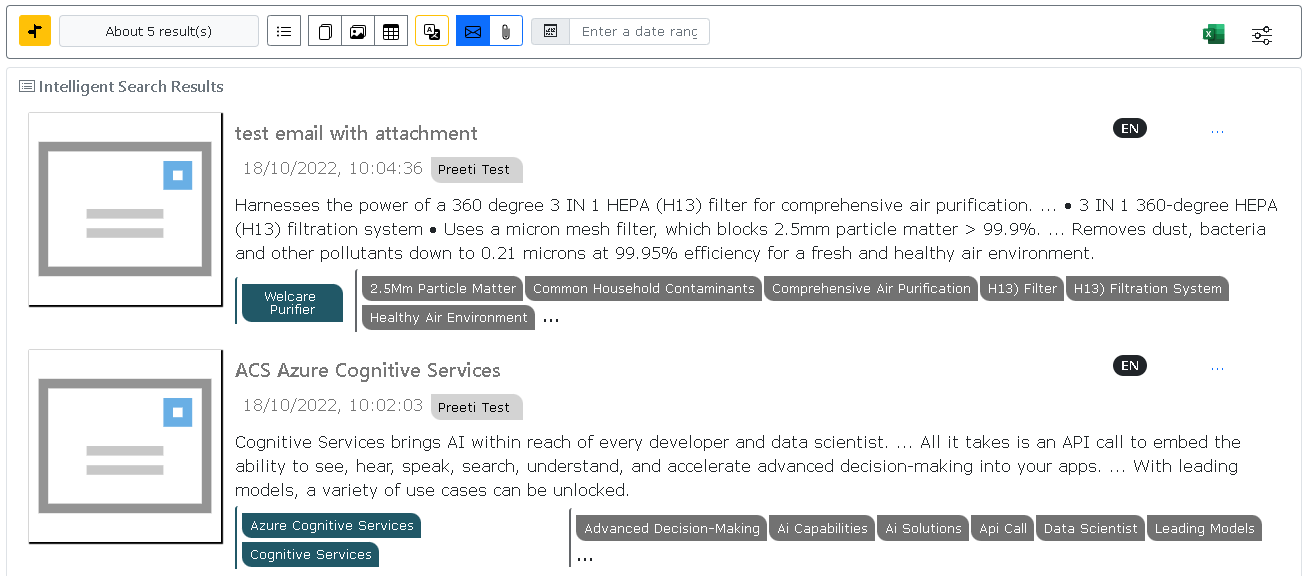 About 5 result(s)
Enter a date rang
Intelligent Search Results
test email with attachment
EN
...
18/10/2022, 10:04:36 Preeti Test
Harnesses the power of a 360 degree 3 IN 1 HEPA (H13) filter for comprehensive air purification. ... • 3 IN 1 360-degree HEPA
(H13) filtration system • Uses a micron mesh filter, which blocks 2.5mm particle matter > 99.9%. ... Removes dust, bacteria
and other pollutants down to 0.21 microns at 99.95% efficiency for a fresh and healthy air environment.
Welcare
Purifier
2.5Mm Particle Matter Common Household Contaminants Comprehensive Air Purification H13) Filter H13) Filtration System
Healthy Air Environment ...
ACS Azure Cognitive Services
EN
...
18/10/2022, 10:02:03 Preeti Test
Cognitive Services brings AI within reach of every developer and data scientist. ... All it takes is an API call to embed the
ability to see, hear, speak, search, understand, and accelerate advanced decision-making into your apps. ... With leading
models, a variety of use cases can be unlocked.
Azure Cognitive Services
Cognitive Services
Advanced Decision-Making Ai Capabilities Ai Solutions Api Call Data Scientist Leading Models
...